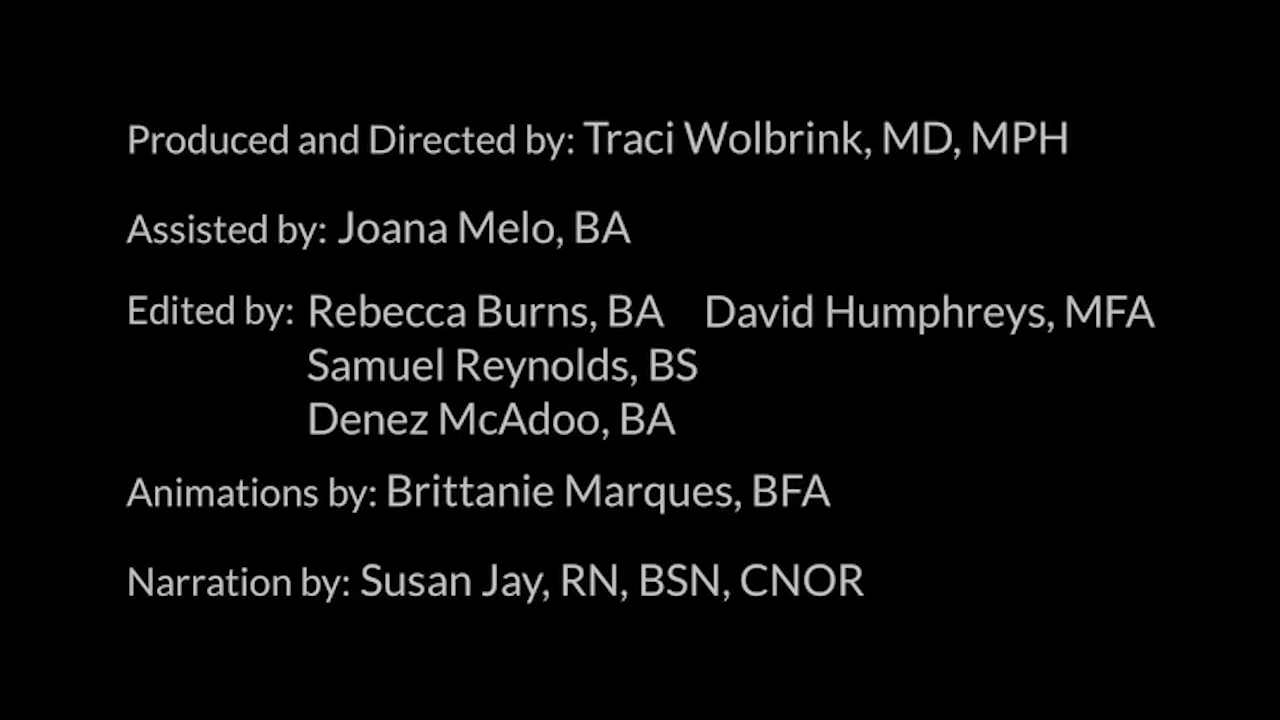 Produced and Directed by: Traci Wolbrink, MD, MPH
Assisted by: Joana Melo, BA
Edited by: Rebecca Burns, BA David Humphreys, MFA
Samuel Reynolds, BS
Denez McAdoo, BA
Animations by: Brittanie Marques, BFA
Narration by: Susan Jay, RN, BSN, CNOR